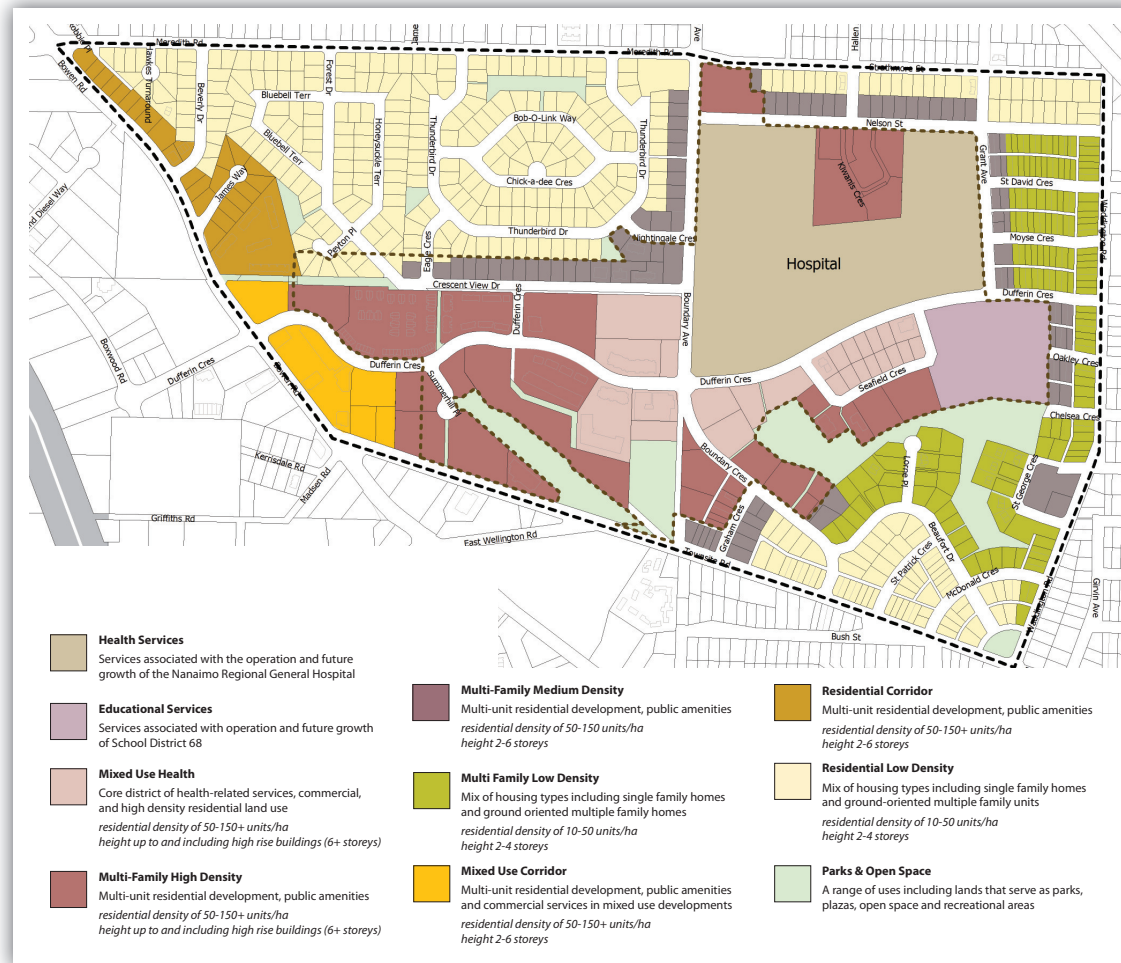 Meredith Rd
Meredith Rd
Ave
Bowen Rd
Hawkes Turnaround
Beverly Dr
Forest Dr
Strathmore St
Bluebell Terr
Honeysuckle Terr
Thunderbird Dr
Bob-O-Link Way
Thunderbird Dr
Nelson St
Bluebell Terr
Grant Ave
Kiwanis Cres
Chick-a-dee Cres
St David Cres
James Way
Thunderbird Dr
Nightingale Cres
Moyse Cres
Peyton Pl
Eagle Cres
Hospital
Crescent View Dr
Dufferin Cres
Boundary Ave
Dufferin Cres
Boxwood Rd
Dufferin Cres
Dufferin Cres
Summerhill Pl
Dufferin Cres
Seafield Cres
Oakley Cres
Chelsea Cres
Kerrisdale Rd
Madsen Rd
Boundary Cres
Lorne Pl
St George Cres
Griffiths Rd
East Wellington Rd
Graham Cres
Townsite Rd
Beaufort Dr
St Patrick Cres
McDonald Cres
Girvin Ave
Bush St
Health Services
Services associated with the operation and future
growth of the Nanaimo Regional General Hospital
Educational Services
Services associated with operation and future growth
of School District 68
Mixed Use Health
Core district of health-related services, commercial,
and high density residential land use
residential density of 50-150+ units/ha
height up to and including high rise buildings (6+ storeys)
Multi-Family High Density
Multi-unit residential development, public amenities
residential density of 50-150+ units/ha
height up to and including high rise buildings (6+ storeys)
Multi-Family Medium Density
Multi-unit residential development, public amenities
residential density of 50-150 units/ha
height 2-6 storeys
Multi Family Low Density
Mix of housing types including single family homes
and ground oriented multiple family homes
residential density of 10-50 units/ha
height 2-4 storeys
Mixed Use Corridor
Multi-unit residential development, public amenities
and commercial services in mixed use developments
residential density of 50-150+ units/ha
height 2-6 storeys
Residential Corridor
Multi-unit residential development, public amenities
residential density of 50-150+ units/ha
height 2-6 storeys
Residential Low Density
Mix of housing types including single family homes
and ground-oriented multiple family units
residential density of 10-50 units/ha
height 2-4 storeys
Parks & Open Space
A range of uses including lands that serve as parks,
plazas, open space and recreational areas